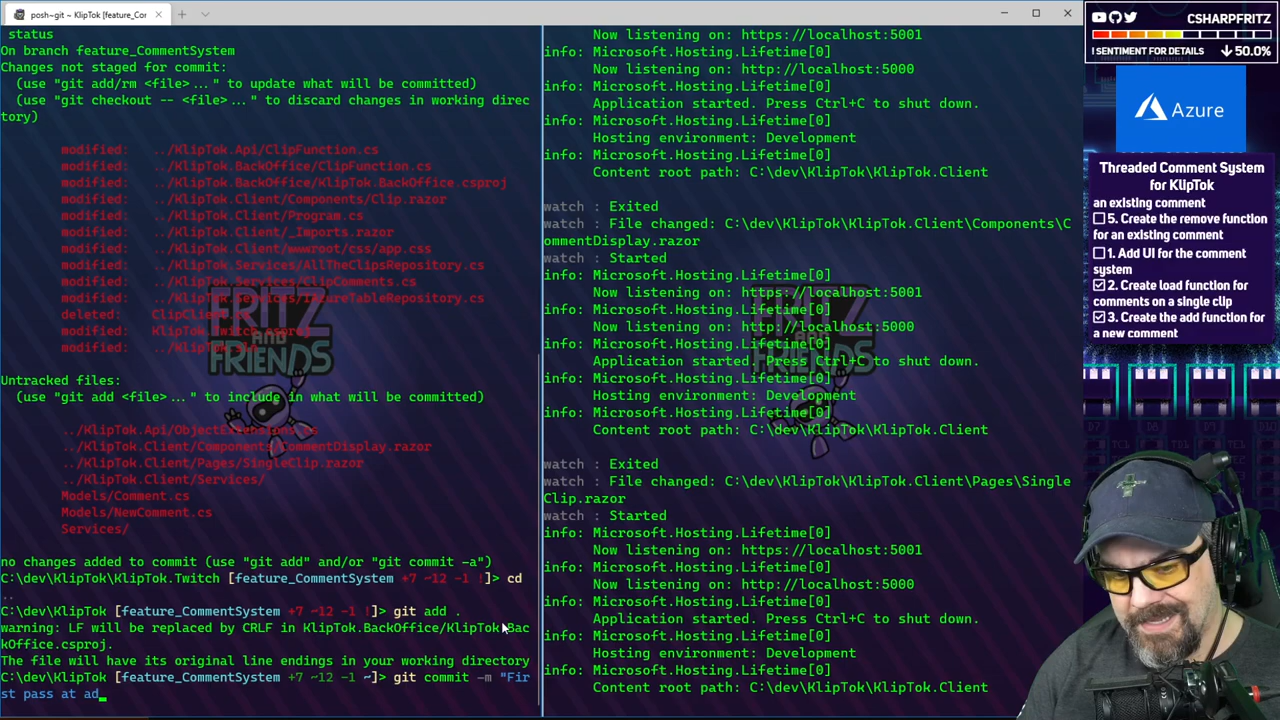 posh~git ~ KlipTok [feature_Cor
status
On branch feature_CommentSystem
Changes not staged for commit:
(use "git add/rm <file>..." to update what will be committed)
(use "git checkout -- <file>..." to discard changes in working direc
tory)
modified: ../KlipTok.Api/ClipFunction.cs
modified: ../KlipTok.BackOffice/ClipFunction.cs
modified: ../KlipTok.BackOffice/KlipTok.BackOffice.csproj
modified: ../KlipTok.Client/Components/Clip.razor
modified: ../KlipTok.Client/Program.cs
modified: ../KlipTok.Client/_Imports.razor
modified: ../KlipTok.Client/wwwroot/css/app.css
modified: ../KlipTok.Services/AllTheClipsRepository.cs
modified: ../KlipTok.Services/ClipComments.cs
modified: ../KlipTok.Services/IAzureTableRepository.cs
deleted: ClipClient.cs
modified: KlipTok.Twitch.csproj
modified: ../KlipTok.sln
Untracked files:
(use "git add <file>..." to include in what will be committed)
../KlipTok.Api/ObjectExtensions.cs
../KlipTok.Client/Components/CommentDisplay.razor
../KlipTok.Client/Pages/SingleClip.razor
../KlipTok.Client/Services/
Models/Comment.cs
Models/NewComment.cs
Services/
no changes added to commit (use "git add" and/or "git commit -a")
C:\dev\KlipTok\KlipTok.Twitch [feature_CommentSystem +7 ~12 -1 !]> cd
..
C:\dev\KlipTok [feature_CommentSystem +7 ~12 -1 !]> git add .
warning: LF will be replaced by CRLF in KlipTok.BackOffice/KlipTok.Bac
kOffice.csproj.
The file will have its original line endings in your working directory
C:\dev\KlipTok [feature_CommentSystem +7 ~12 -1 ~]> git commit -m "Fir
st pass at ad
FRITZ
AND
FRIENDS
Now listening on: https://localhost:5001
info: Microsoft.Hosting.Lifetime[0]
Now listening on: http://localhost:5000
info: Microsoft.Hosting.Lifetime[0]
Application started. Press Ctrl+C to shut down.
info: Microsoft.Hosting.Lifetime[0]
Hosting environment: Development
info: Microsoft.Hosting.Lifetime[0]
Content root path: C:\dev\KlipTok\KlipTok.Client
watch : Exited
watch : File changed: C:\dev\KlipTok\KlipTok.Client\Components\C
ommentDisplay.razor
watch : Started
info: Microsoft.Hosting.Lifetime[0]
Now listening on: https://localhost:5001
info: Microsoft.Hosting.Lifetime[0]
Now listening on: http://localhost:5000
info: Microsoft.Hosting.Lifetime[0]
Application started. Press Ctrl+C to shut down.
info: Microsoft.Hosting.Lifetime[0]
Hosting environment: Development
info: Microsoft.Hosting.Lifetime[0]
Content root path: C:\dev\KlipTok\KlipTok.Client
watch : Exited
watch : File changed: C:\dev\KlipTok\KlipTok.Client\Pages\Single
Clip.razor
watch : Started
info: Microsoft.Hosting.Lifetime[0]
Now listening on: https://localhost:5001
info: Microsoft.Hosting.Lifetime[0]
Now listening on: http://localhost:5000
info: Microsoft.Hosting.Lifetime[0]
Application started. Press Ctrl+C to shut down.
info: Microsoft.Hosting.Lifetime[0]
Hosting environment: Development
info: Microsoft.Hosting.Lifetime[0]
Content root path: C:\dev\KlipTok\KlipTok.Client
FRITZ
AND
FRIENDS
CSHARPFRITZ
! SENTIMENT FOR DETAILS 50.0%
Azure
Threaded Comment System
for KlipTok
an existing comment
5. Create the remove function
for an existing comment
1. Add UI for the comment
system
2. Create load function for
comments on a single clip
3. Create the add function for
a new comment
D7 D8 D9 D10